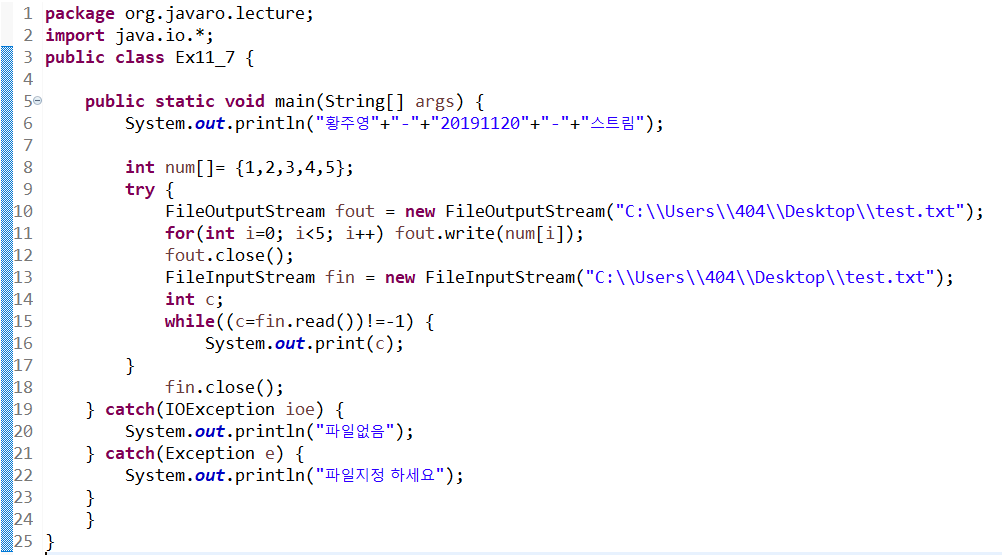 1 package org.javaro.lecture;
2 import java.io.*;
3 public class Ex11_7 {
4
5 public static void main(String[] args) {
6 System.out.println("황주영"+"-"+"20191120"+"-"+"스트림");
7
8 int num[]= {1,2,3,4,5};
9 try {
10 FileOutputStream fout = new FileOutputStream("C:\\Users\\404\\Desktop\\test.txt");
11 for(int i=0; i<5; i++) fout.write(num[i]);
12 fout.close();
13 FileInputStream fin = new FileInputStream("C:\\Users\\404\\Desktop\\test.txt");
14 int c;
15 while((c=fin.read())!=-1) {
16 System.out.print(c);
17 }
18 fin.close();
19 } catch(IOException ioe) {
20 System.out.println("파일없음");
21 } catch(Exception e) {
22 System.out.println("파일지정 하세요");
23 }
24 }
25 }